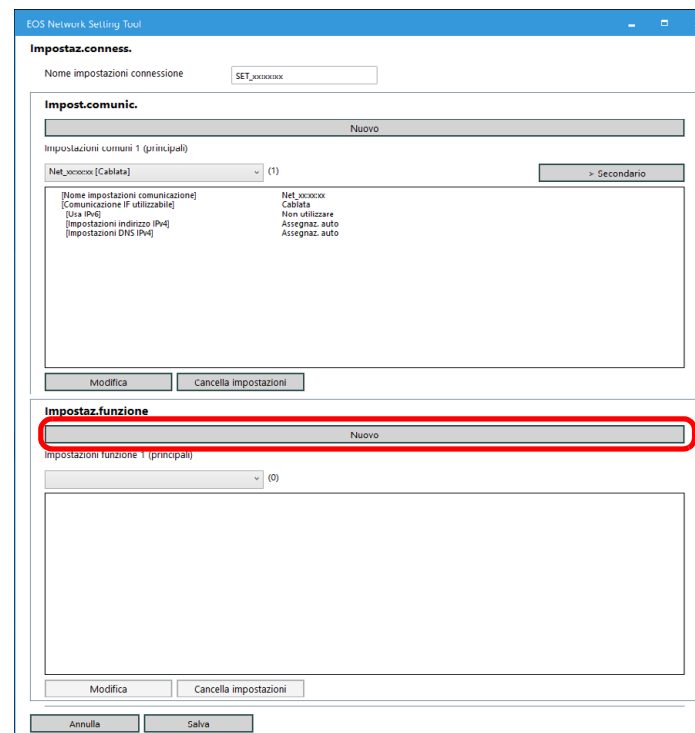 EOS Network Setting Tool
Impostaz.conness.
Nome impostazioni connessione SET_xxxxxxxx
Impost.comunic.
Nuovo
Impostazioni comuni 1 (principali)
Net_xxxxxxx [Cablata] (1) > Secondario
[Nome impostazioni comunicazione] Net_xxxxxxx
[Comunicazione IF utilizzabile] Cablata
[Usa IPv6] Non utilizzare
[Impostazioni indirizzo IPv4] Assegnaz. auto
[Impostazioni DNS IPv4] Assegnaz. auto
Modifica Cancella impostazioni
Impostaz.funzione
Nuovo
Impostazioni funzione 1 (principali)
(0)
Modifica Cancella impostazioni
Annulla Salva